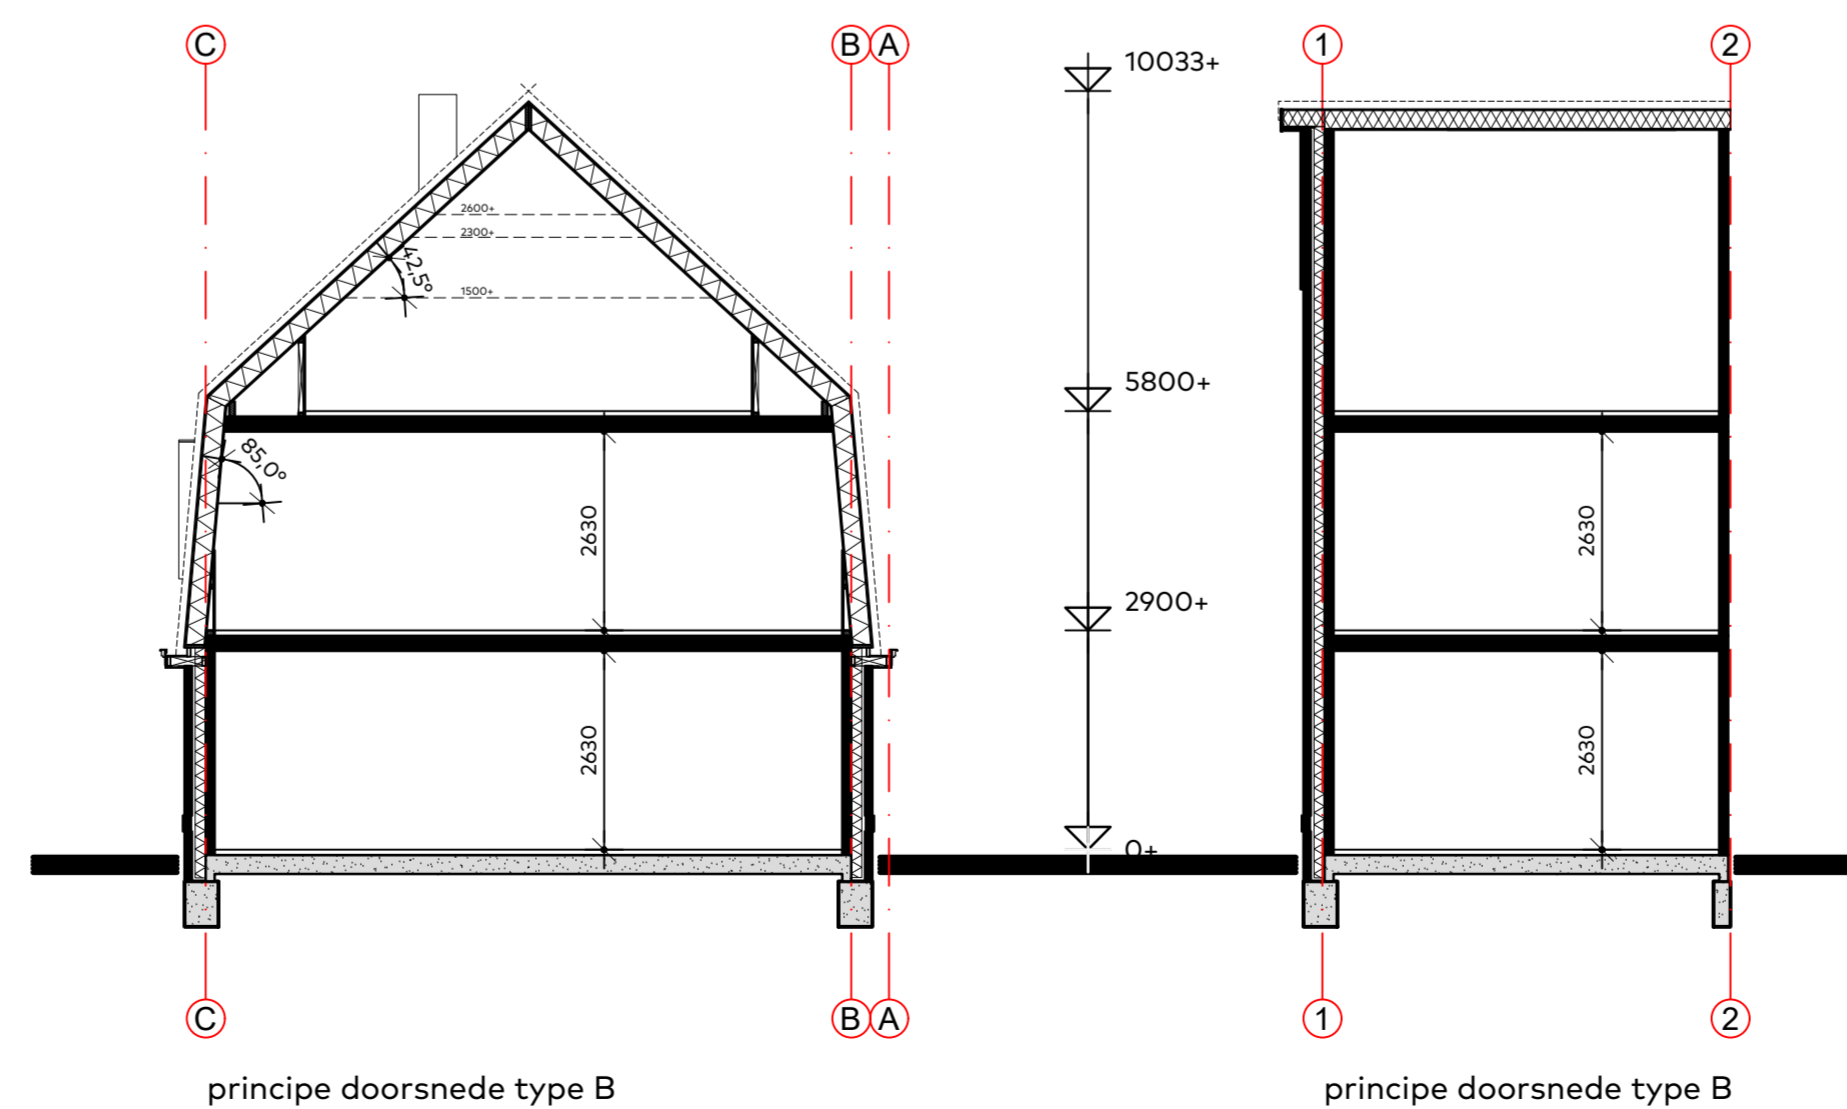 C
B
A
1
2
10033+
2600+
2300+
42,5°
1500+
5800+
85,0°
2630
2630
2900+
2630
2630
0+
C
B
A
1
2
principe doorsnede type B
principe doorsnede type B